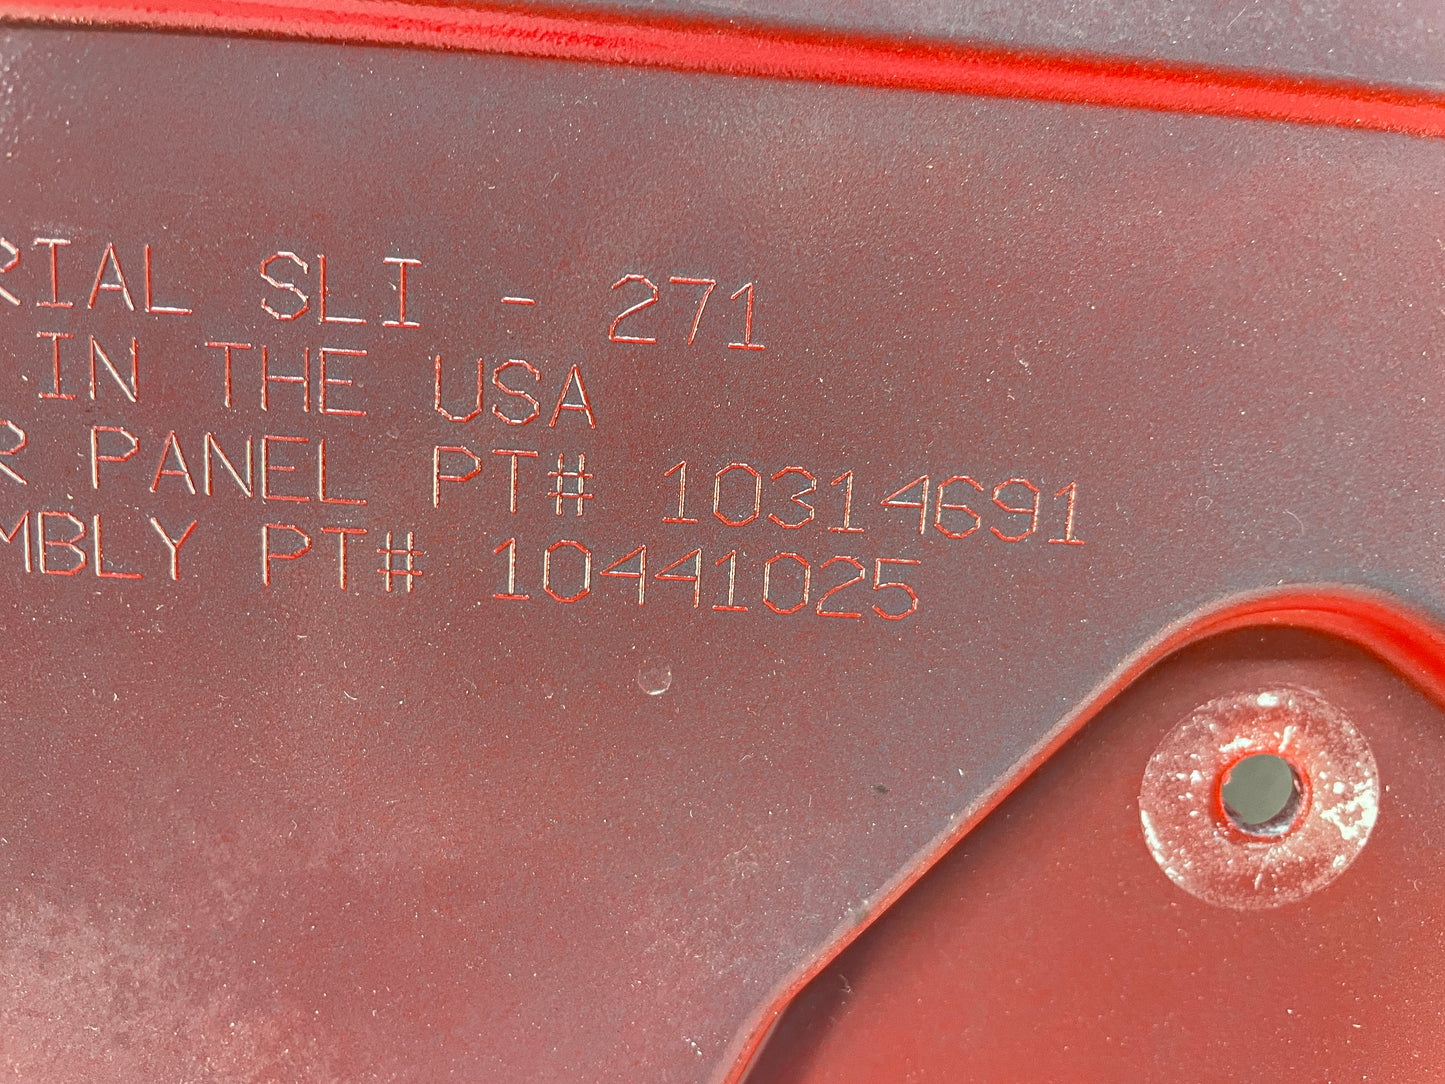 RIAL SLI - 271
IN THE USA
R PANEL PT# 10314691
MBLY PT# 10441025